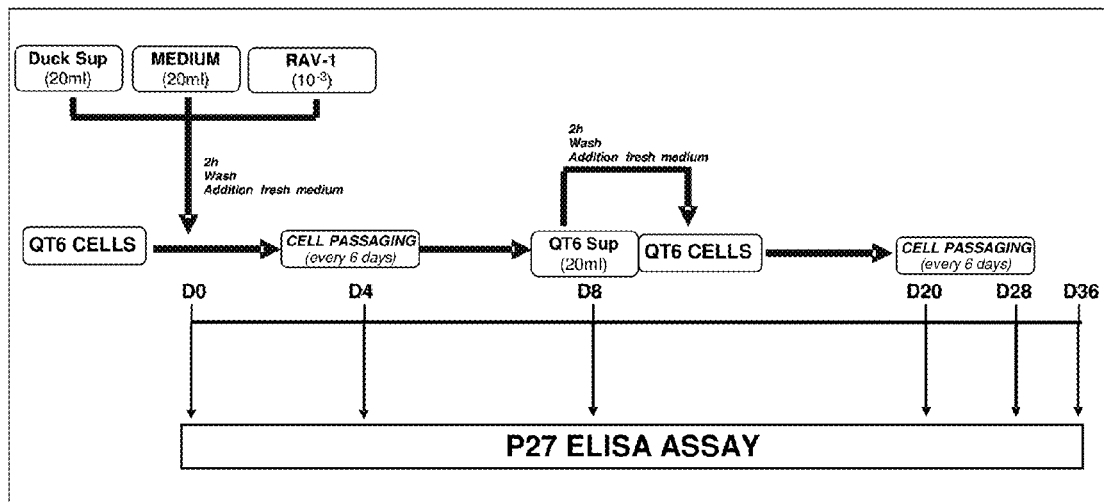 Duck Sup
(20ml)
MEDIUM
(20ml)
RAV-1
(10⁻³)
2h
Wash
Addition fresh medium
2h
Wash
Addition fresh medium
QT6 CELLS
CELL PASSAGING
(every 6 days)
QT6 Sup
(20ml)
QT6 CELLS
CELL PASSAGING
(every 6 days)
D0
D4
D8
D20
D28
D36
P27 ELISA ASSAY